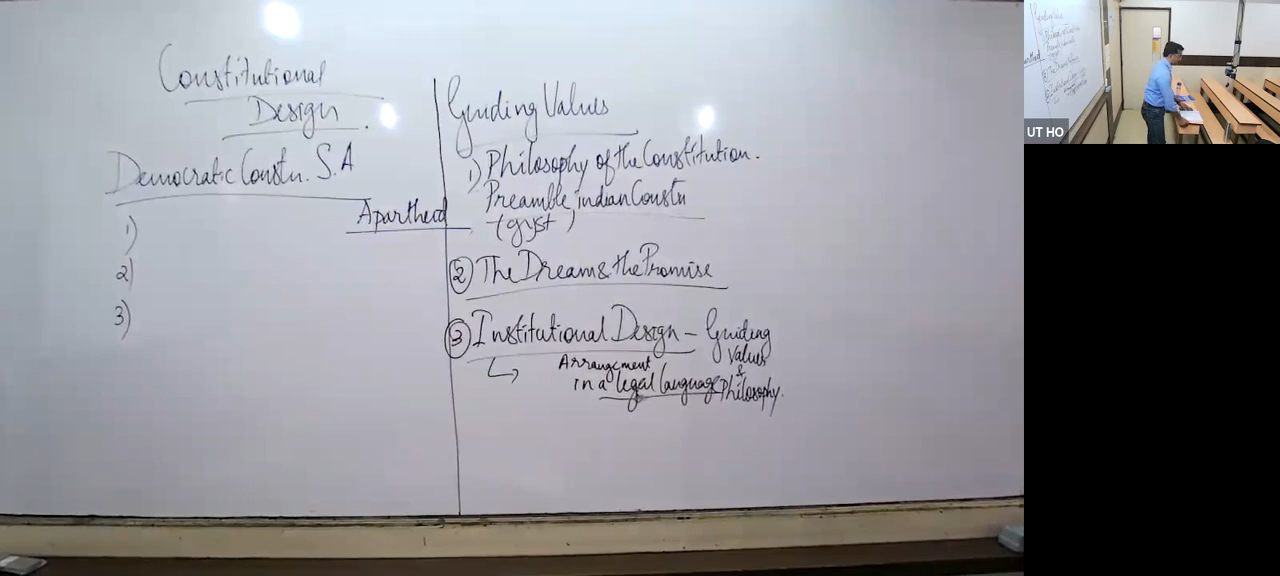 Constitutional
Design.
Democratic Constn. S.A
Apartheid
1)
2)
3)
Guiding Values
1) Philosophy of the Constitution.
Preamble, indian Constn
(gyst)
② The Dream & the Promise
③ Institutional Design - Guiding
Values
&
Philosophy.
Arrangement
in a legal language
UT HO